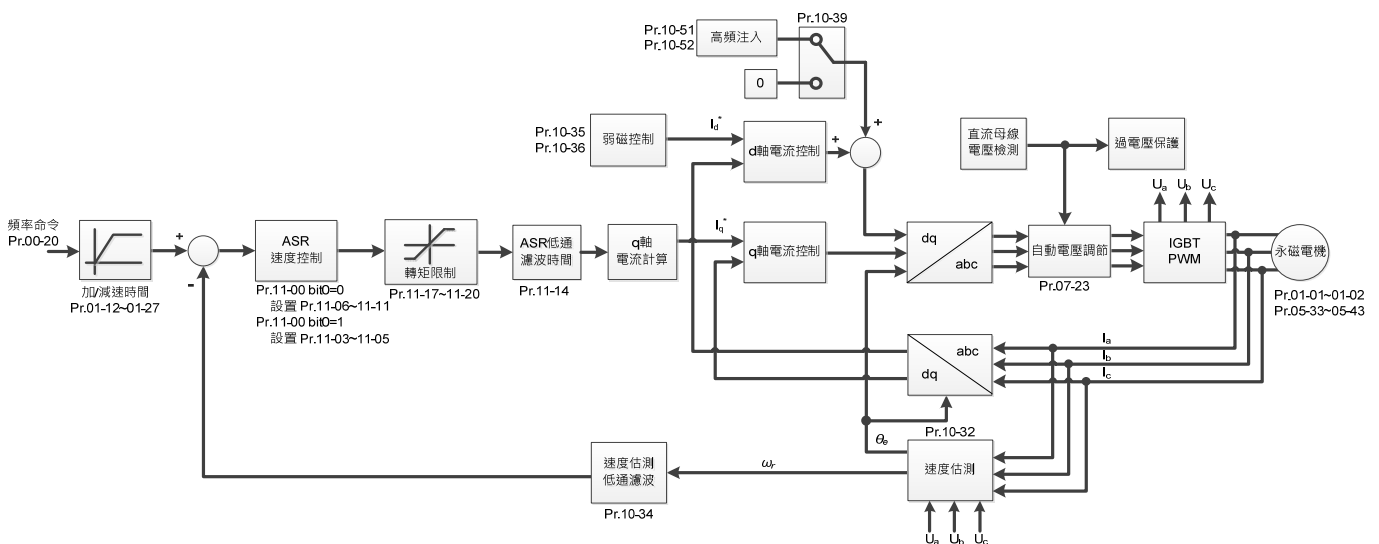 Pr.10-39
Pr.10-51
Pr.10-52
高頻注入
0
+
Pr.10-35
Pr.10-36
弱磁控制
Id*
d軸電流控制
+
直流母線
電壓檢測
過電壓保護
Ua
Ub
Uc
頻率命令
Pr.00-20
加/減速時間
Pr.01-12~01-27
+
-
ASR
速度控制
Pr.11-00 bit0=0
設置 Pr.11-06~11-11
Pr.11-00 bit0=1
設置 Pr.11-03~11-05
轉矩限制
Pr.11-17~11-20
ASR低通
濾波時間
Pr.11-14
q軸
電流計算
Iq*
q軸電流控制
dq
abc
自動電壓調節
Pr.07-23
IGBT
PWM
永磁電機
Pr.01-01~01-02
Pr.05-33~05-43
abc
dq
Ia
Ib
Ic
Pr.10-32
θe
速度估測
ωr
速度估測
低通濾波
Pr.10-34
Ua
Ub
Uc